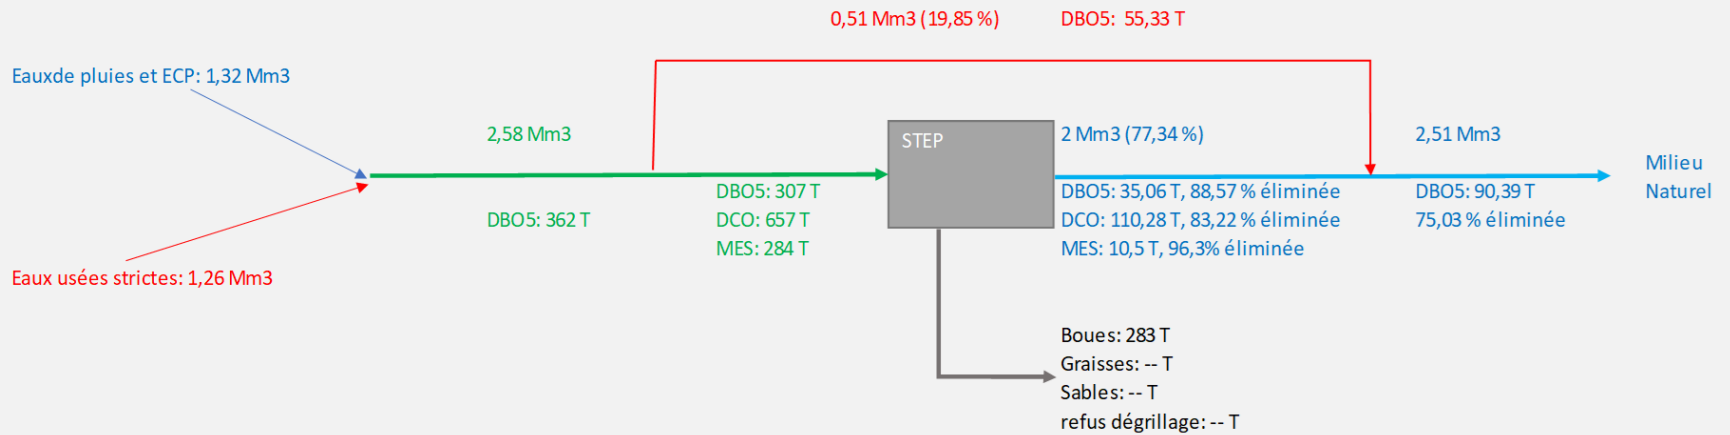 0,51 Mm3 (19,85 %)
DBO5: 55,33 T
Eauxde pluies et ECP: 1,32 Mm3
2,58 Mm3
STEP
2 Mm3 (77,34 %)
2,51 Mm3
Milieu
Naturel
DBO5: 362 T
DBO5: 307 T
DCO: 657 T
MES: 284 T
DBO5: 35,06 T, 88,57 % éliminée
DCO: 110,28 T, 83,22 % éliminée
MES: 10,5 T, 96,3% éliminée
DBO5: 90,39 T
75,03 % éliminée
Eaux usées strictes: 1,26 Mm3
Boues: 283 T
Graisses: -- T
Sables: -- T
refus dégrillage: -- T